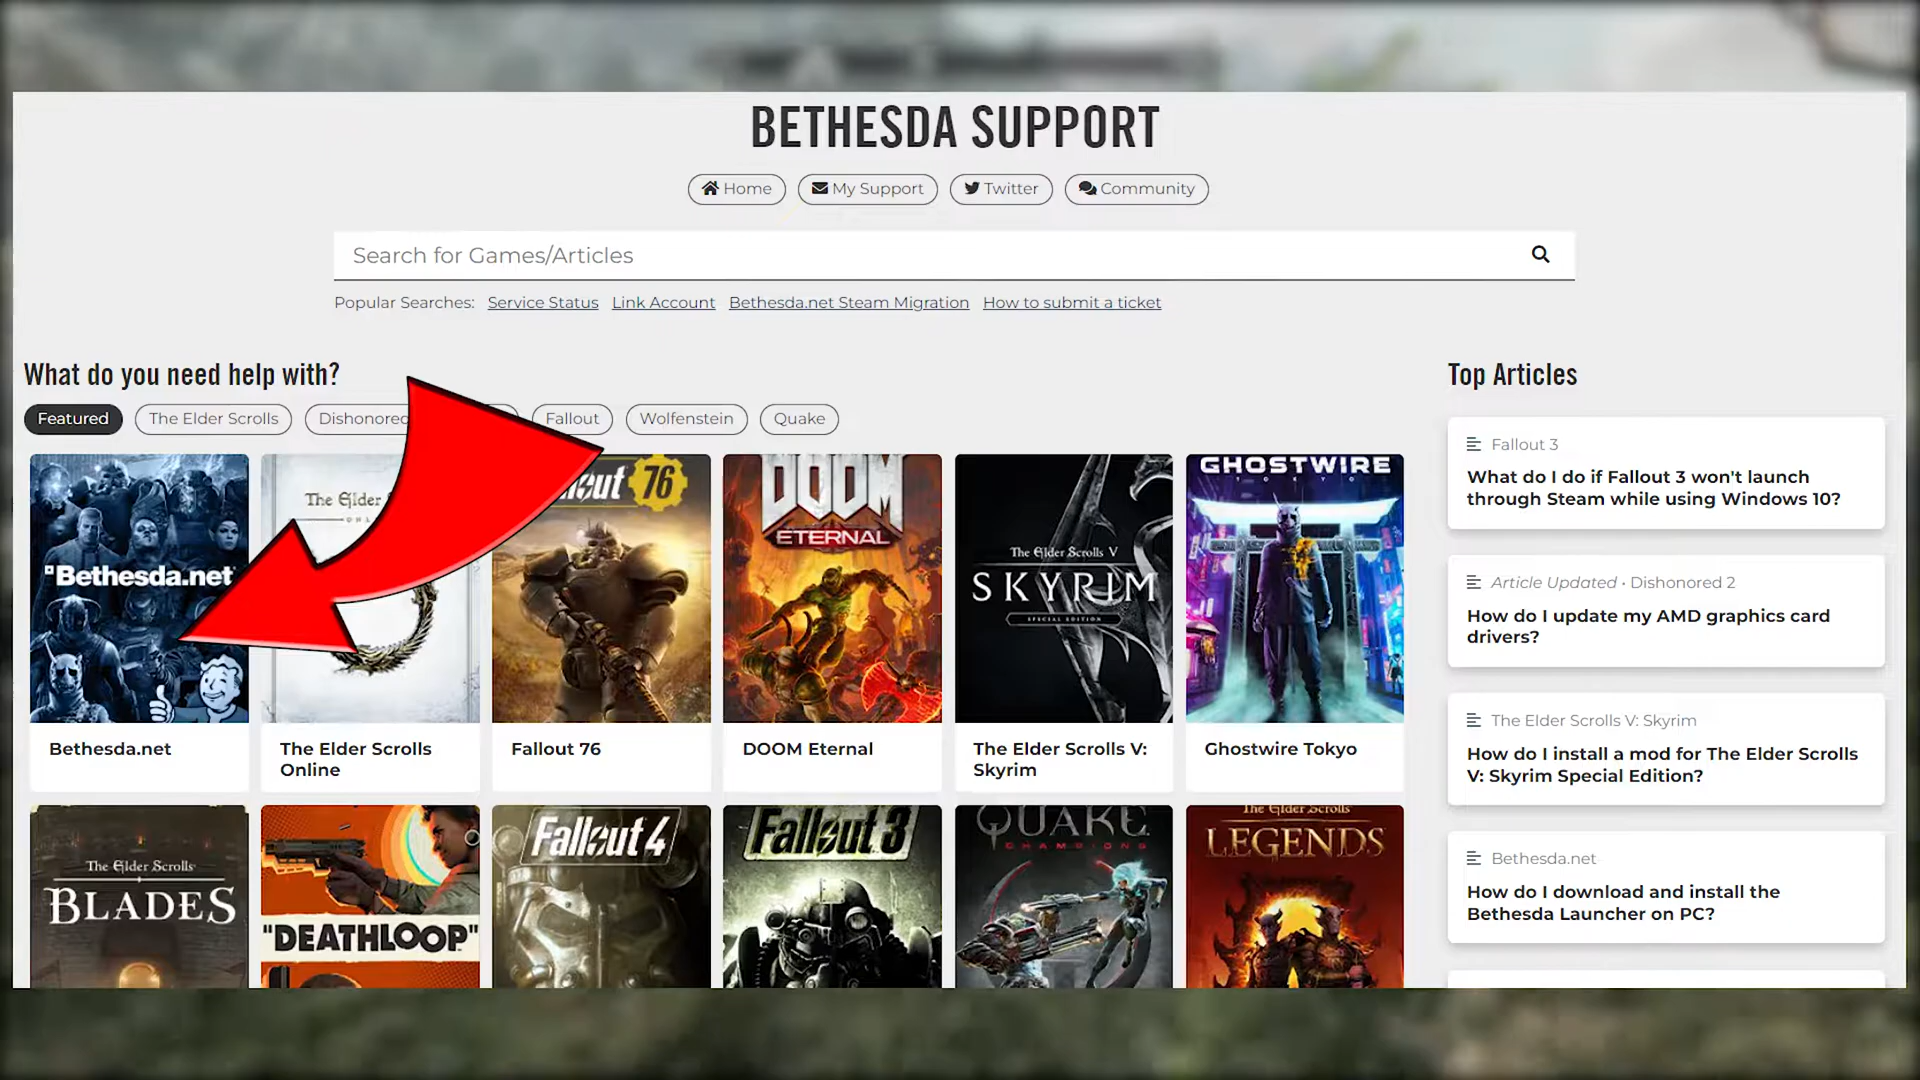 BETHESDA SUPPORT
Home My Support Twitter Community
Search for Games/Articles
Popular Searches: Service Status Link Account Bethesda.net Steam Migration How to submit a ticket
What do you need help with?
Featured The Elder Scrolls Dishonored Fallout Wolfenstein Quake
"Bethesda.net
Bethesda.net
The Elder
The Elder Scrolls
Online
76
Fallout 76
DOOM
ETERNAL
DOOM Eternal
The Elder Scrolls V
SKYRIM
SPECIAL EDITION
The Elder Scrolls V:
Skyrim
GHOSTWIRE
TOKYO
Ghostwire Tokyo
The Elder Scrolls
BLADES
"DEATHLOOP"
Fallout 4
Fallout 3
QUAKE
CHAMPIONS
The Elder Scrolls
LEGENDS
Top Articles
Fallout 3
What do I do if Fallout 3 won't launch
through Steam while using Windows 10?
Article Updated • Dishonored 2
How do I update my AMD graphics card
drivers?
The Elder Scrolls V: Skyrim
How do I install a mod for The Elder Scrolls
V: Skyrim Special Edition?
Bethesda.net
How do I download and install the
Bethesda Launcher on PC?